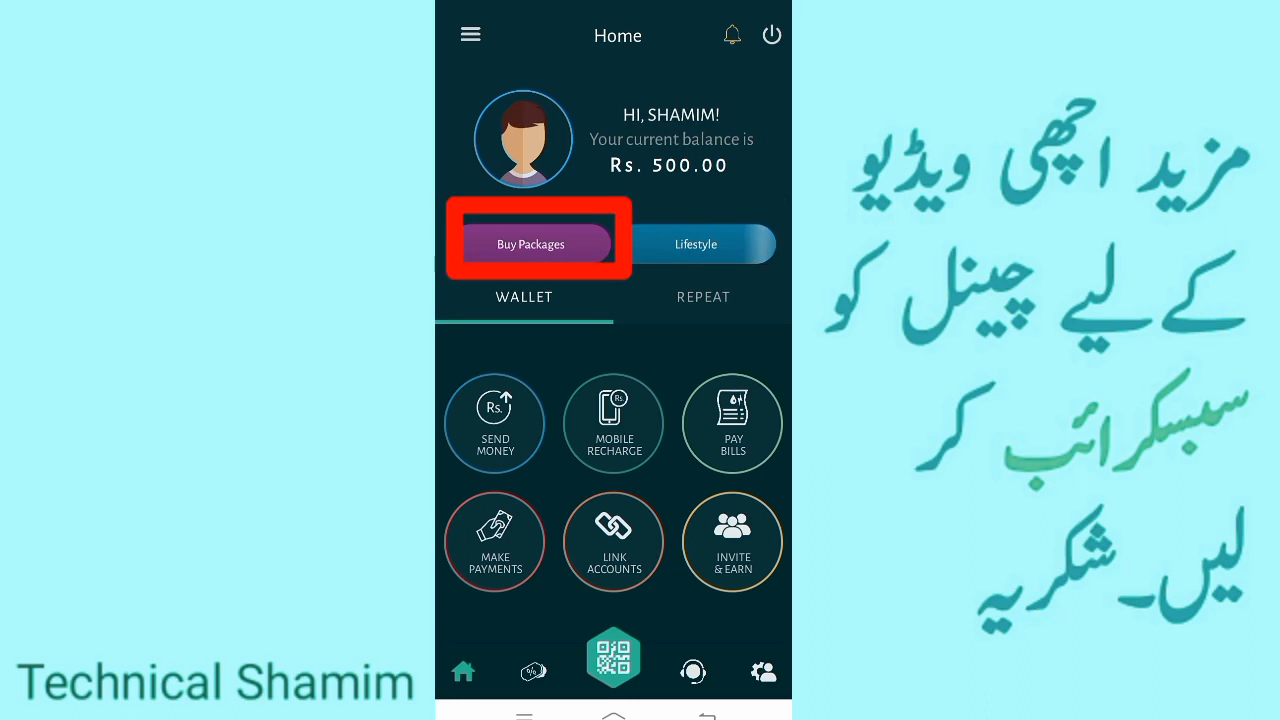 Home
HI, SHAMIM!
Your current balance is
Rs. 500.00
Buy Packages
Lifestyle
WALLET
REPEAT
Rs.
SEND
MONEY
Rs.
MOBILE
RECHARGE
PAY
BILLS
MAKE
PAYMENTS
LINK
ACCOUNTS
INVITE
& EARN
%
مزید اچھی ویڈیو
کے لیے چینل کو
سبسکرائب کر
لیں۔ شکریہ
Technical Shamim